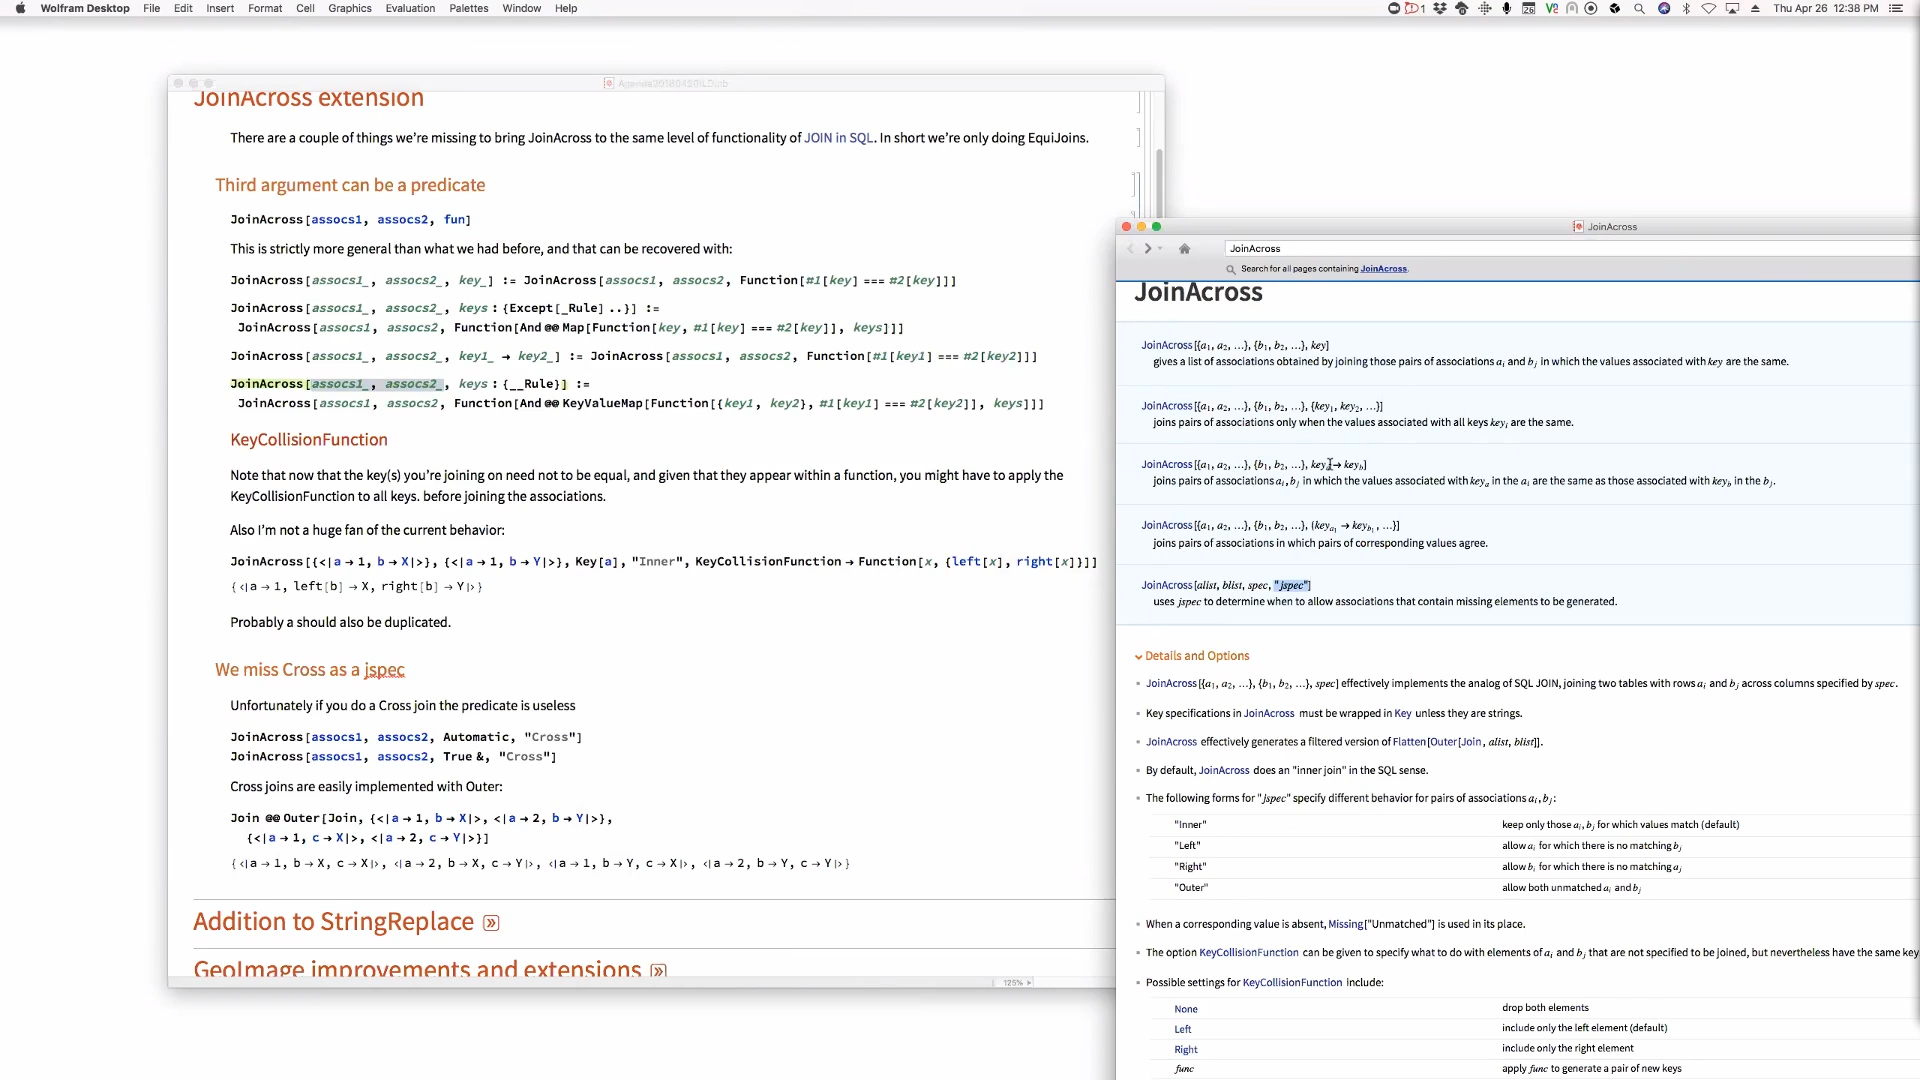 Wolfram Desktop File Edit Insert Format Cell Graphics Evaluation Palettes Window Help
1 26 Thu Apr 26 12:38 PM
JoinAcross extension
There are a couple of things we're missing to bring JoinAcross to the same level of functionality of JOIN in SQL. In short we're only doing EquiJoins.
Third argument can be a predicate
JoinAcross[assocs1, assocs2, fun]
This is strictly more general than what we had before, and that can be recovered with:
JoinAcross[assocs1_, assocs2_, key_] := JoinAcross[assocs1, assocs2, Function[#1[key] === #2[key]]]
JoinAcross[assocs1_, assocs2_, keys : {Except[_Rule] ..}] :=
JoinAcross[assocs1, assocs2, Function[And @@ Map[Function[key, #1[key] === #2[key]], keys]]]
JoinAcross[assocs1_, assocs2_, key1_ → key2_] := JoinAcross[assocs1, assocs2, Function[#1[key1] === #2[key2]]]
JoinAcross[assocs1_, assocs2_, keys : {__Rule}] :=
JoinAcross[assocs1, assocs2, Function[And @@ KeyValueMap[Function[{key1, key2}, #1[key1] === #2[key2]], keys]]]
KeyCollisionFunction
Note that now that the key(s) you're joining on need not to be equal, and given that they appear within a function, you might have to apply the
KeyCollisionFunction to all keys. before joining the associations.
Also I'm not a huge fan of the current behavior:
JoinAcross[{<|a → 1, b → X|>}, {<|a → 1, b → Y|>}, Key[a], "Inner", KeyCollisionFunction → Function[x, {left[x], right[x]}]]
{<|a → 1, left[b] → X, right[b] → Y|>}
Probably a should also be duplicated.
We miss Cross as a jspec
Unfortunately if you do a Cross join the predicate is useless
JoinAcross[assocs1, assocs2, Automatic, "Cross"]
JoinAcross[assocs1, assocs2, True &, "Cross"]
Cross joins are easily implemented with Outer:
Join @@ Outer[Join, {<|a → 1, b → X|>, <|a → 2, b → Y|>},
{<|a → 1, c → X|>, <|a → 2, c → Y|>}]
{<|a → 1, b → X, c → X|>, <|a → 2, b → X, c → Y|>, <|a → 1, b → Y, c → X|>, <|a → 2, b → Y, c → Y|>}
Addition to StringReplace
GeoImage improvements and extensions
125%
JoinAcross
JoinAcross
Search for all pages containing JoinAcross.
JoinAcross
JoinAcross[{a1, a2, …}, {b1, b2, …}, key]
gives a list of associations obtained by joining those pairs of associations ai and bj in which the values associated with key are the same.
JoinAcross[{a1, a2, …}, {b1, b2, …}, {key1, key2, …}]
joins pairs of associations only when the values associated with all keys keyi are the same.
JoinAcross[{a1, a2, …}, {b1, b2, …}, keya → keyb]
joins pairs of associations ai, bj in which the values associated with keya in the ai are the same as those associated with keyb in the bj.
JoinAcross[{a1, a2, …}, {b1, b2, …}, {keya1 → keyb1, …}]
joins pairs of associations in which pairs of corresponding values agree.
JoinAcross[alist, blist, spec, "jspec"]
uses jspec to determine when to allow associations that contain missing elements to be generated.
Details and Options
JoinAcross[{a1, a2, …}, {b1, b2, …}, spec] effectively implements the analog of SQL JOIN, joining two tables with rows ai and bj across columns specified by spec.
Key specifications in JoinAcross must be wrapped in Key unless they are strings.
JoinAcross effectively generates a filtered version of Flatten[Outer[Join, alist, blist]].
By default, JoinAcross does an "inner join" in the SQL sense.
The following forms for "jspec" specify different behavior for pairs of associations ai, bj:
"Inner" keep only those ai, bj for which values match (default)
"Left" allow ai for which there is no matching bj
"Right" allow bi for which there is no matching aj
"Outer" allow both unmatched ai and bj
When a corresponding value is absent, Missing["Unmatched"] is used in its place.
The option KeyCollisionFunction can be given to specify what to do with elements of ai and bj that are not specified to be joined, but nevertheless have the same key
Possible settings for KeyCollisionFunction include:
None drop both elements
Left include only the left element (default)
Right include only the right element
func apply func to generate a pair of new keys